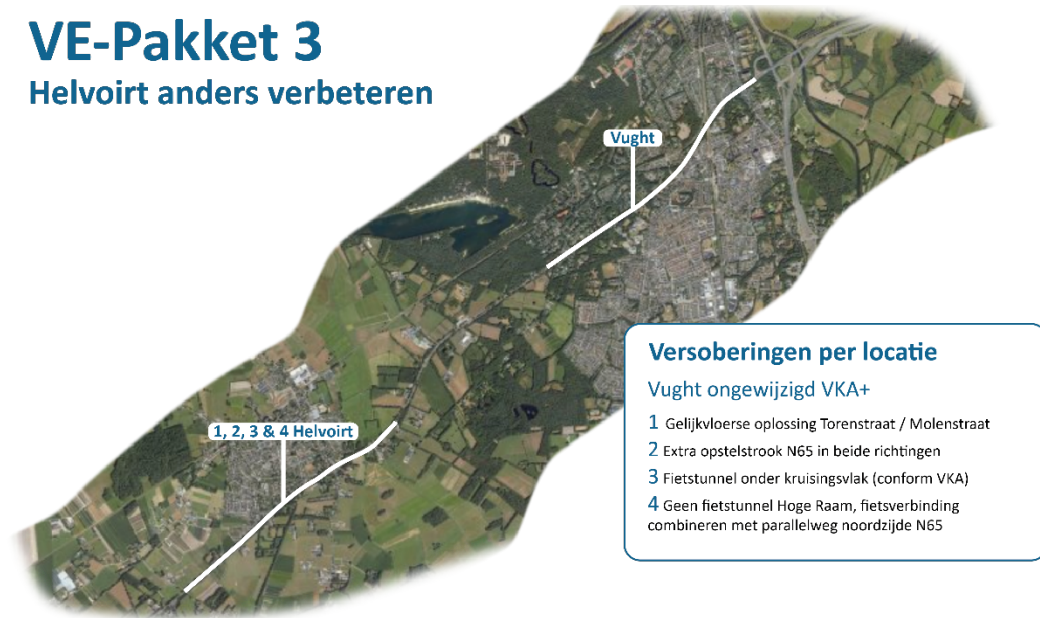 VE-Pakket 3
Helvoirt anders verbeteren
Vught
1, 2, 3 & 4 Helvoirt
Versoberingen per locatie
Vught ongewijzigd VKA+
1 Gelijkvloerse oplossing Torenstraat / Molenstraat
2 Extra opstelstrook N65 in beide richtingen
3 Fietstunnel onder kruisingsvlak (conform VKA)
4 Geen fietstunnel Hoge Raam, fietsverbinding
combineren met parallelweg noordzijde N65